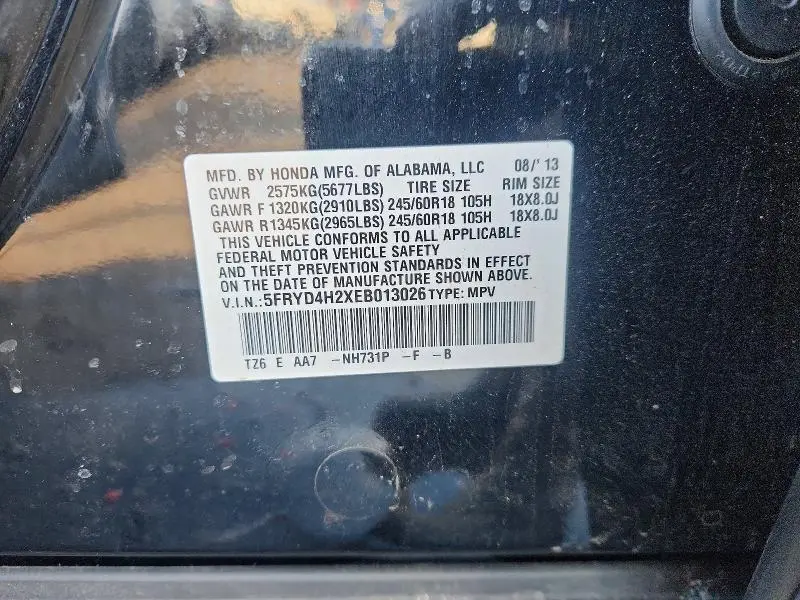 MFD. BY HONDA MFG. OF ALABAMA, LLC 08/'13
GVWR 2575KG(5677LBS) TIRE SIZE RIM SIZE
GAWR F 1320KG(2910LBS) 245/60R18 105H 18X8.0J
GAWR R1345KG(2965LBS) 245/60R18 105H 18X8.0J
THIS VEHICLE CONFORMS TO ALL APPLICABLE
FEDERAL MOTOR VEHICLE SAFETY
AND THEFT PREVENTION STANDARDS IN EFFECT
ON THE DATE OF MANUFACTURE SHOWN ABOVE.
V.I.N.:5FRYD4H2XEB013026 TYPE: MPV
TZ6 E AA7 -NH731P -F -B